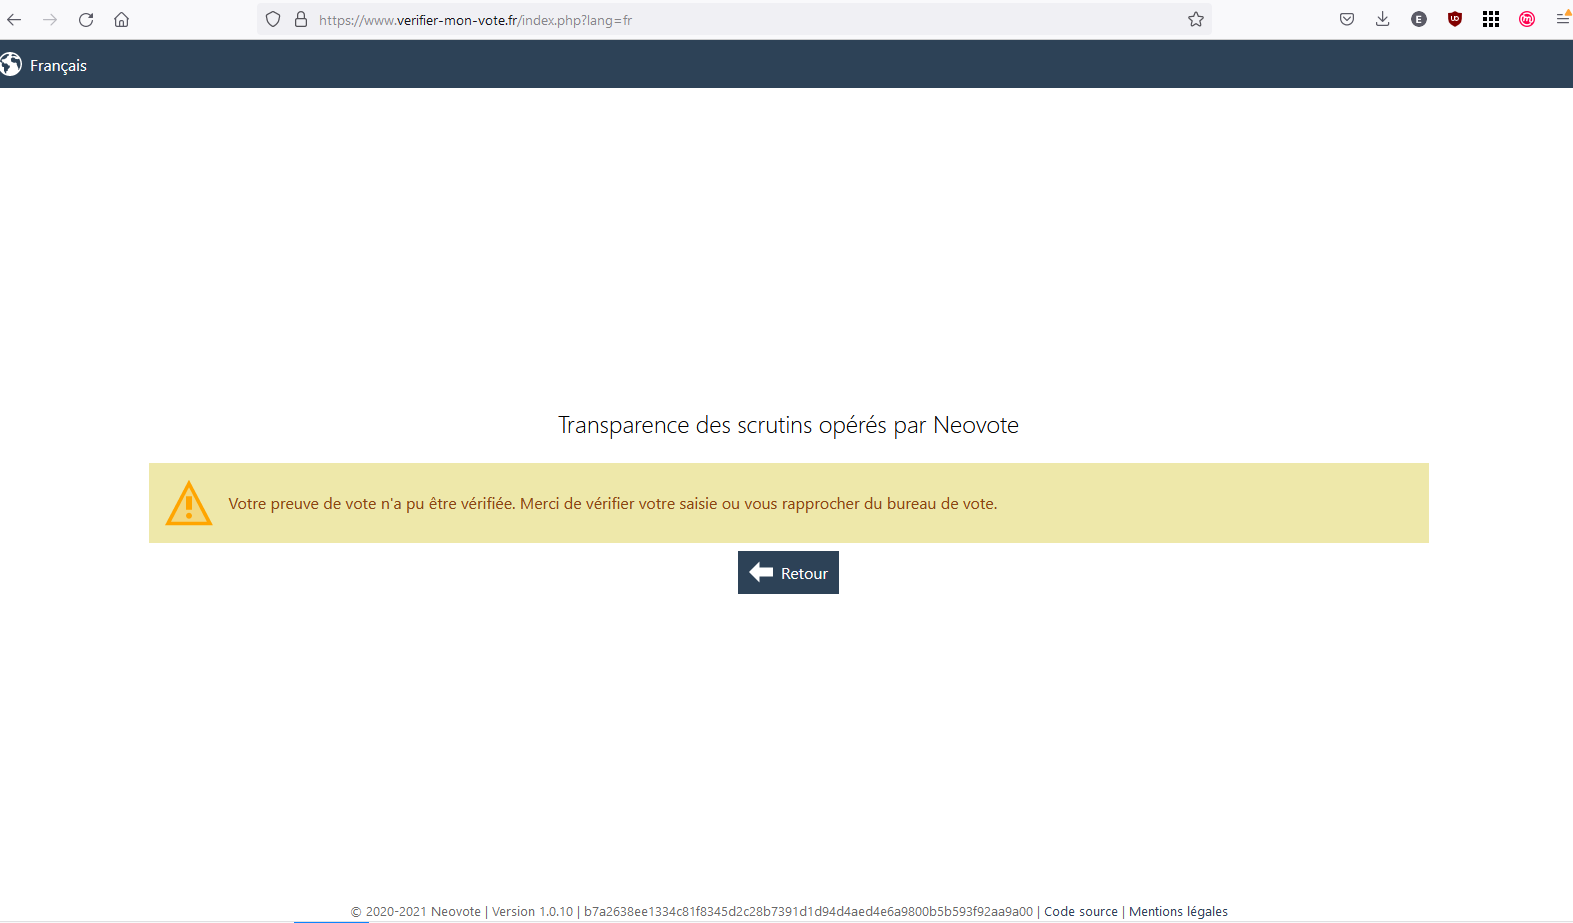 https://www.verifier-mon-vote.fr/index.php?lang=fr
E
Français
Transparence des scrutins opérés par Neovote
Votre preuve de vote n'a pu être vérifiée. Merci de vérifier votre saisie ou vous rapprocher du bureau de vote.
Retour
© 2020-2021 Neovote | Version 1.0.10 | b7a2638ee1334c81f8345d2c28b7391d1d94d4aed4e6a9800b5b593f92aa9a00 | Code source | Mentions légales